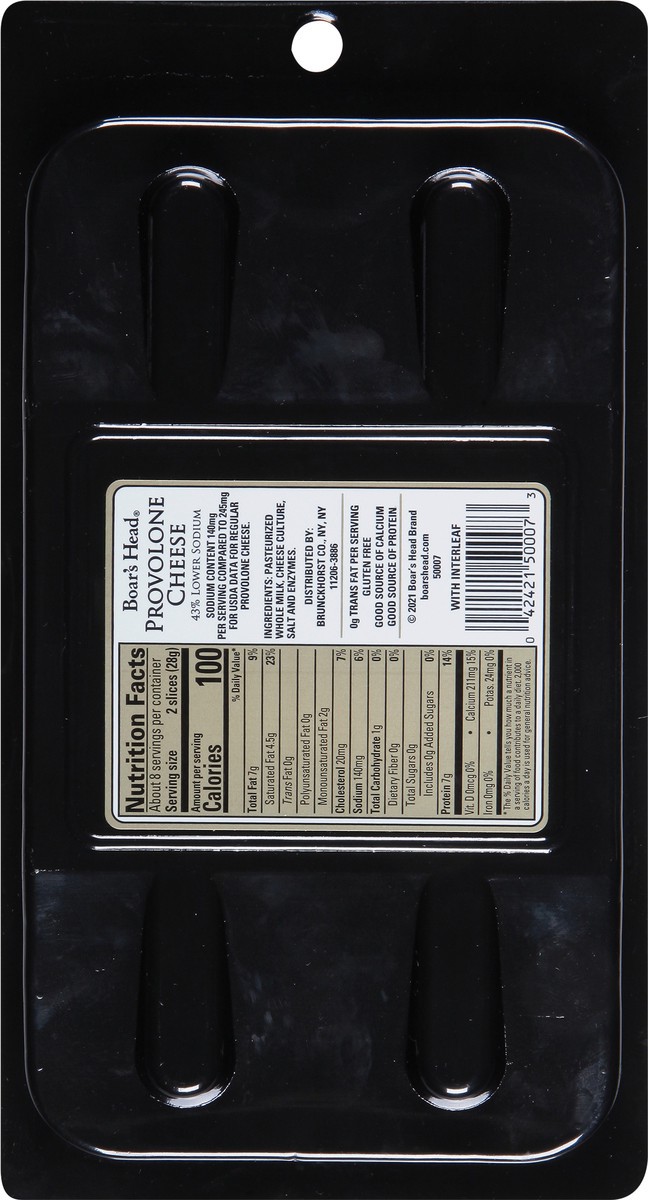 Boar's Head®
PROVOLONE
CHEESE
43% LOWER SODIUM
SODIUM CONTENT 140mg
PER SERVING COMPARED TO 245mg
FOR USDA DATA FOR REGULAR
PROVOLONE CHEESE.
INGREDIENTS: PASTEURIZED
WHOLE MILK, CHEESE CULTURE,
SALT AND ENZYMES.
DISTRIBUTED BY:
BRUNCKHORST CO., NY, NY
11206-3886
0g TRANS FAT PER SERVING
GLUTEN FREE
GOOD SOURCE OF CALCIUM
GOOD SOURCE OF PROTEIN
© 2021 Boar's Head Brand
boarshead.com
50007
WITH INTERLEAF
0 42421 50007 3
Nutrition Facts
About 8 servings per container
Serving size 2 slices (28g)
Amount per serving
Calories 100
% Daily Value*
Total Fat 7g 9%
Saturated Fat 4.5g 23%
Trans Fat 0g
Polyunsaturated Fat 0g
Monounsaturated Fat 2g
Cholesterol 20mg 7%
Sodium 140mg 6%
Total Carbohydrate 1g 0%
Dietary Fiber 0g 0%
Total Sugars 0g
Includes 0g Added Sugars 0%
Protein 7g 14%
Vit. D 0mcg 0% • Calcium 211mg 15%
Iron 0mg 0% • Potas. 24mg 0%
* The % Daily Value tells you how much a nutrient in
a serving of food contributes to a daily diet. 2,000
calories a day is used for general nutrition advice.